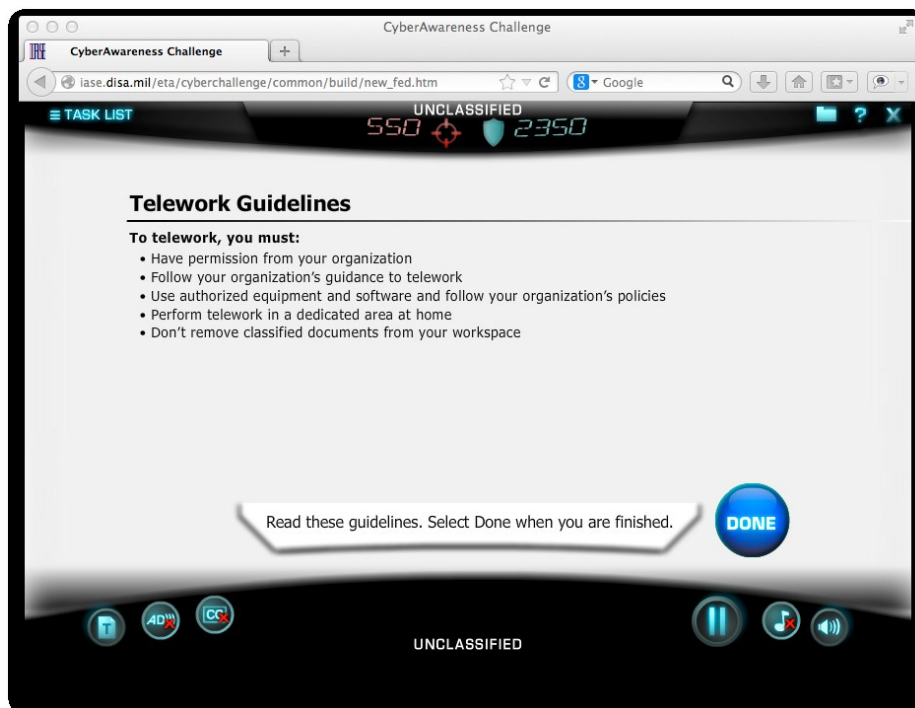 CyberAwareness Challenge
CyberAwareness Challenge
iase.disa.mil/eta/cyberchallenge/common/build/new_fed.htm
Google
TASK LIST
UNCLASSIFIED
550 2350
?
X
Telework Guidelines
To telework, you must:
• Have permission from your organization
• Follow your organization's guidance to telework
• Use authorized equipment and software and follow your organization's policies
• Perform telework in a dedicated area at home
• Don't remove classified documents from your workspace
Read these guidelines. Select Done when you are finished.
DONE
T
AD
CC
UNCLASSIFIED